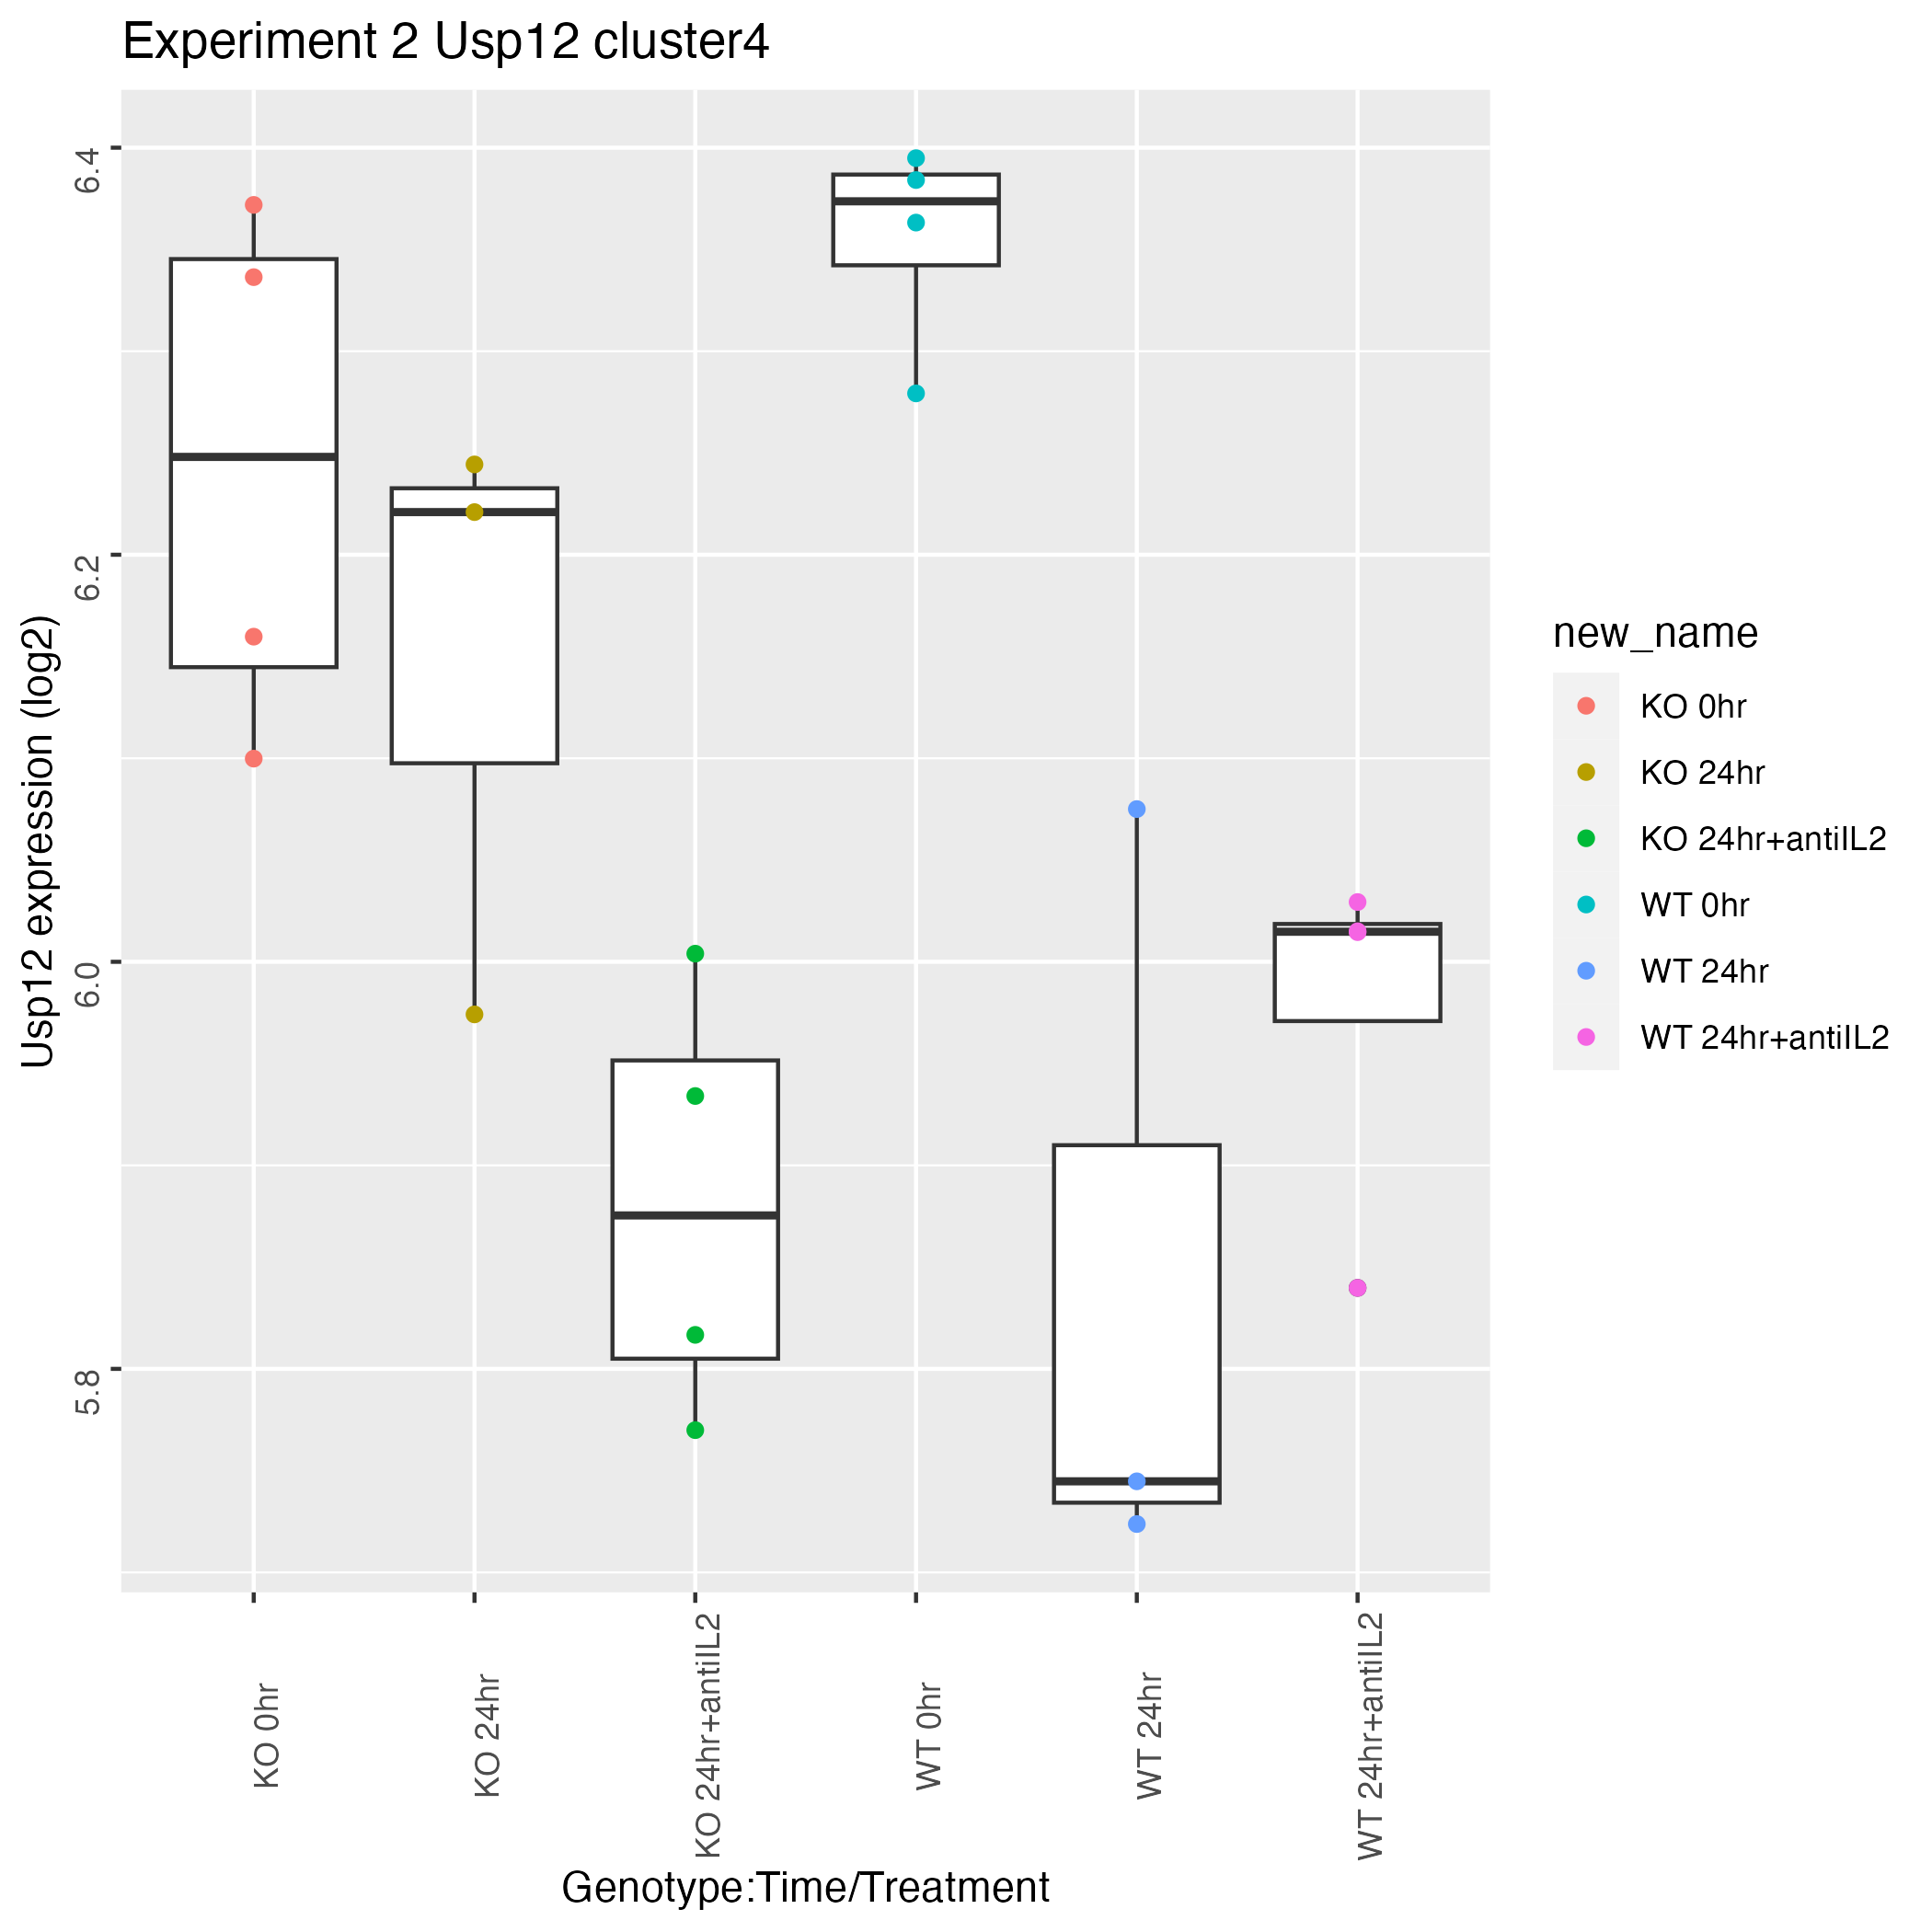 Experiment 2 Usp12 cluster4
Usp12 expression (log2)
6.4
6.2
6.0
5.8
KO 0hr
KO 24hr
KO 24hr+antiIL2
WT 0hr
WT 24hr
WT 24hr+antiIL2
Genotype:Time/Treatment
new_name
KO 0hr
KO 24hr
KO 24hr+antiIL2
WT 0hr
WT 24hr
WT 24hr+antiIL2